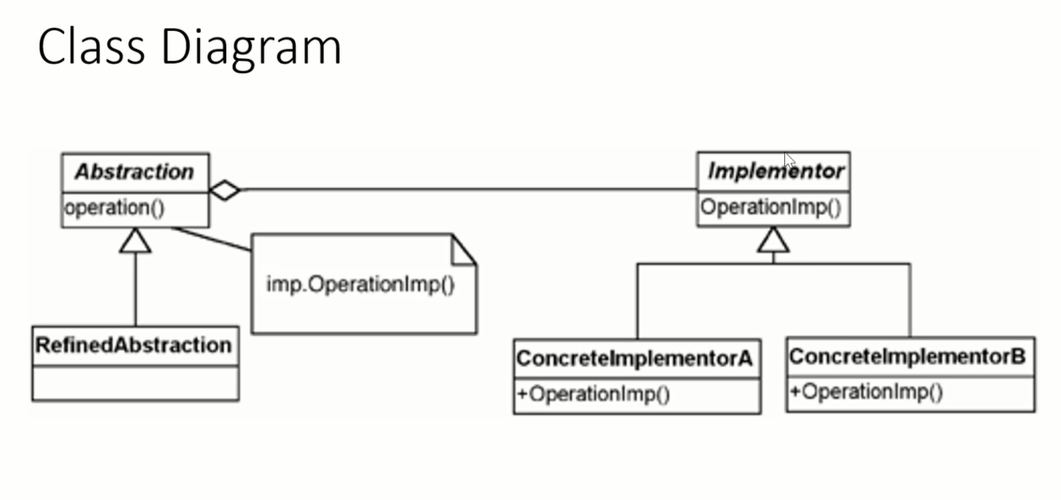 Class Diagram
Abstraction
operation()
Implementor
OperationImp()
imp.OperationImp()
RefinedAbstraction
ConcreteImplementorA
+OperationImp()
ConcreteImplementorB
+OperationImp()